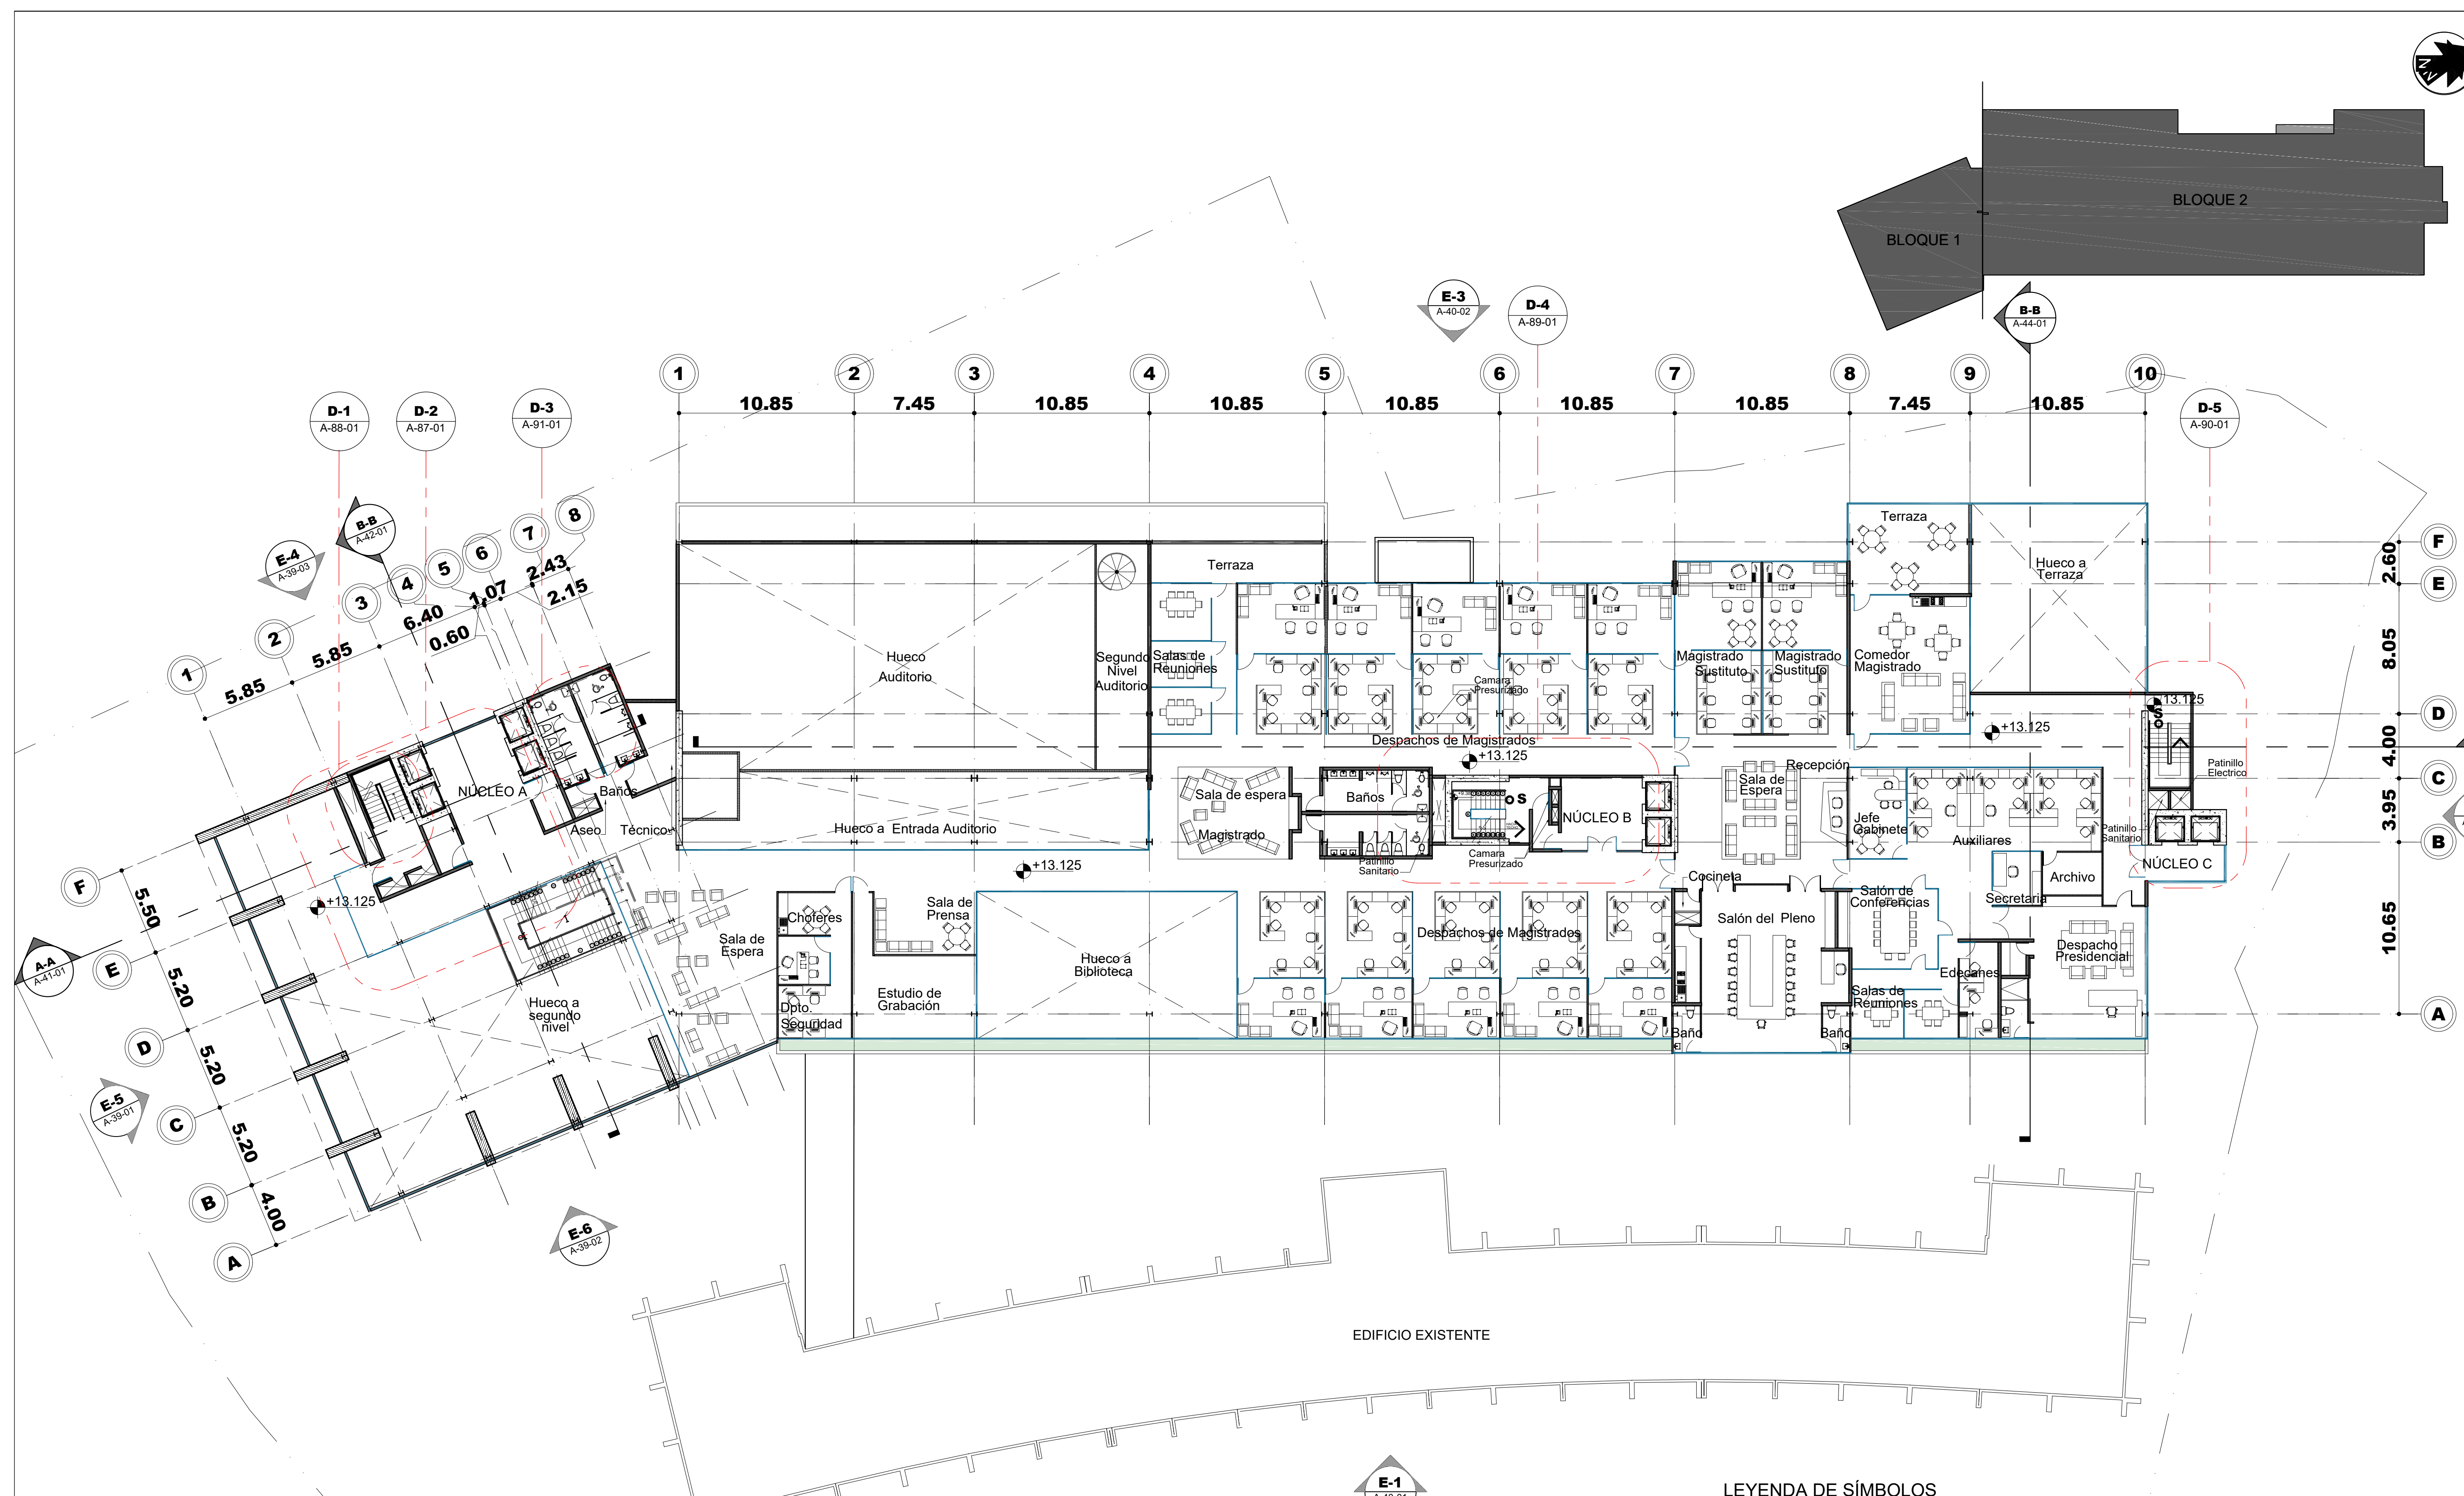 N
BLOQUE 2
BLOQUE 1
E-3
A-40-02
D-4
A-89-01
B-B
A-44-01
1
2
3
4
5
6
7
8
9
10
10.85
7.45
10.85
10.85
10.85
10.85
10.85
7.45
10.85
D-1
A-88-01
D-2
A-87-01
D-3
A-91-01
D-5
A-90-01
B-B
A-42-01
E-4
A-39-03
1
2
3
4
5
6
7
8
5.85
5.85
6.40
0.60
1.07
2.43
2.15
F
E
D
C
B
A
2.60
8.05
4.00
3.95
10.65
Terraza
Hueco a
Terraza
Terraza
Hueco
Auditorio
Segundo
Nivel
Auditorio
Salas de
Reuniones
Camara
Presurizado
Magistrado
Sustituto
Magistrado
Sustituto
Comedor
Magistrado
+13.125
+13.125
Despachos de Magistrados
+13.125
Recepción
Sala de
Espera
Patinillo
Electrico
NÚCLEO A
Baños
Aseo
Técnico
Hueco a Entrada Auditorio
Sala de espera
Magistrado
Baños
S
NÚCLEO B
Patinillo
Sanitario
Camara
Presurizado
Jefe
Gabinete
Auxiliares
Patinillo
Sanitario
NÚCLEO C
+13.125
+13.125
Cocineta
Archivo
Secretaria
Choferes
Sala de
Prensa
Sala de
Espera
Hueco a
Biblioteca
Despachos de Magistrados
Salón del Pleno
Salón de
Conferencias
Despacho
Presidencial
Edecanes
Estudio de
Grabación
Dpto.
Seguridad
Salas de
Reuniones
Baño
Baño
Hueco a
segundo
nivel
F
E
D
C
B
A
5.50
5.20
5.20
5.20
4.00
A-A
A-41-01
E-5
A-39-01
E-6
A-39-02
EDIFICIO EXISTENTE
E-1
LEYENDA DE SÍMBOLOS